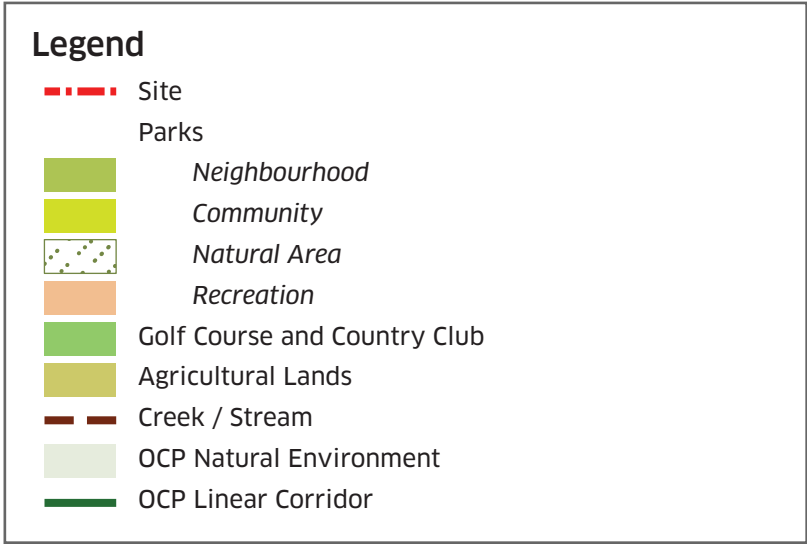 Legend
Site
Parks
Neighbourhood
Community
Natural Area
Recreation
Golf Course and Country Club
Agricultural Lands
Creek / Stream
OCP Natural Environment
OCP Linear Corridor